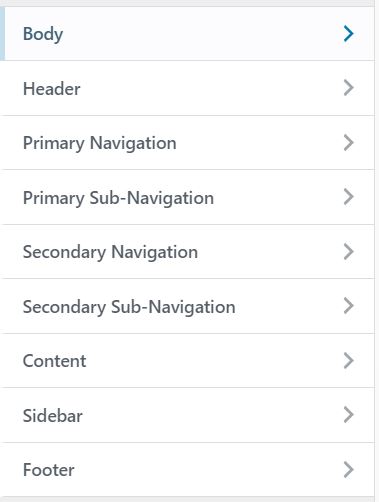 Body
Header
Primary Navigation
Primary Sub-Navigation
Secondary Navigation
Secondary Sub-Navigation
Content
Sidebar
Footer